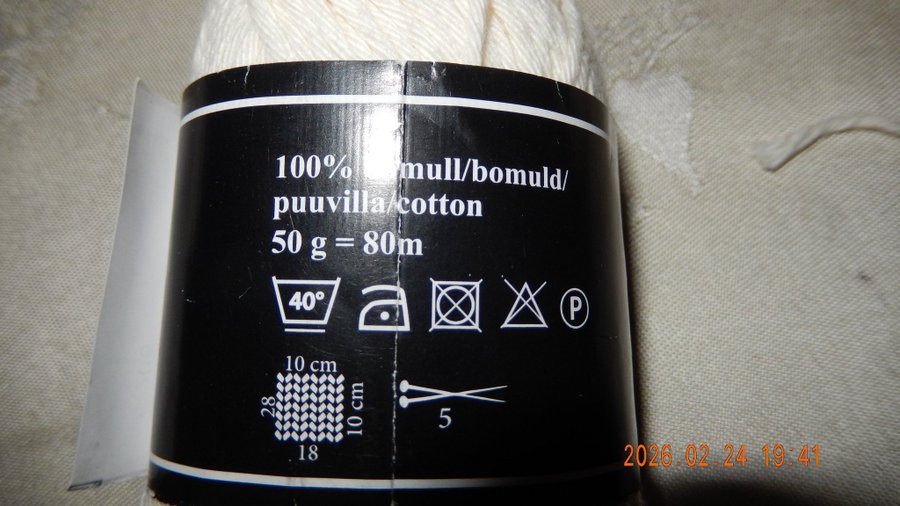 100% mull/bomuld/
puuvilla/cotton
50 g = 80m
40°
P
10 cm
28
10 cm
18
5
2026.02.24 19:41